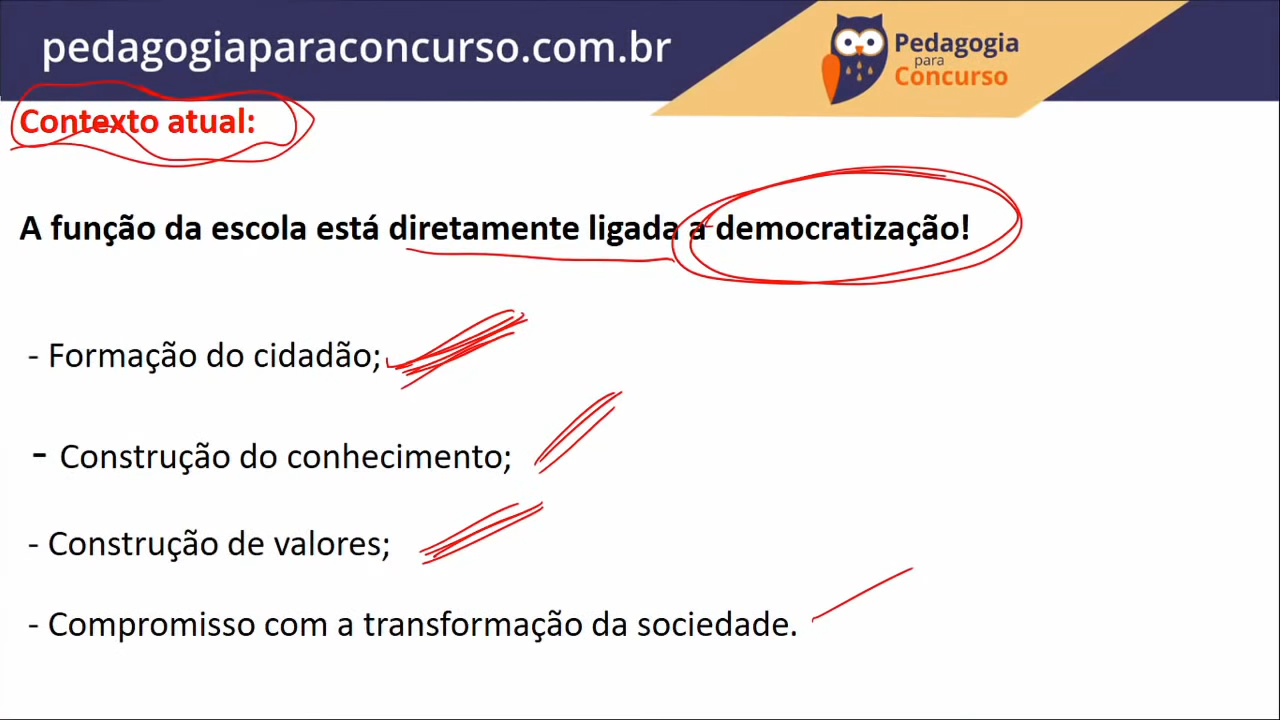 pedagogiaparaconcurso.com.br
Pedagogia
para
Concurso
Contexto atual:
A função da escola está diretamente ligada a democratização!
- Formação do cidadão;
- Construção do conhecimento;
- Construção de valores;
- Compromisso com a transformação da sociedade.